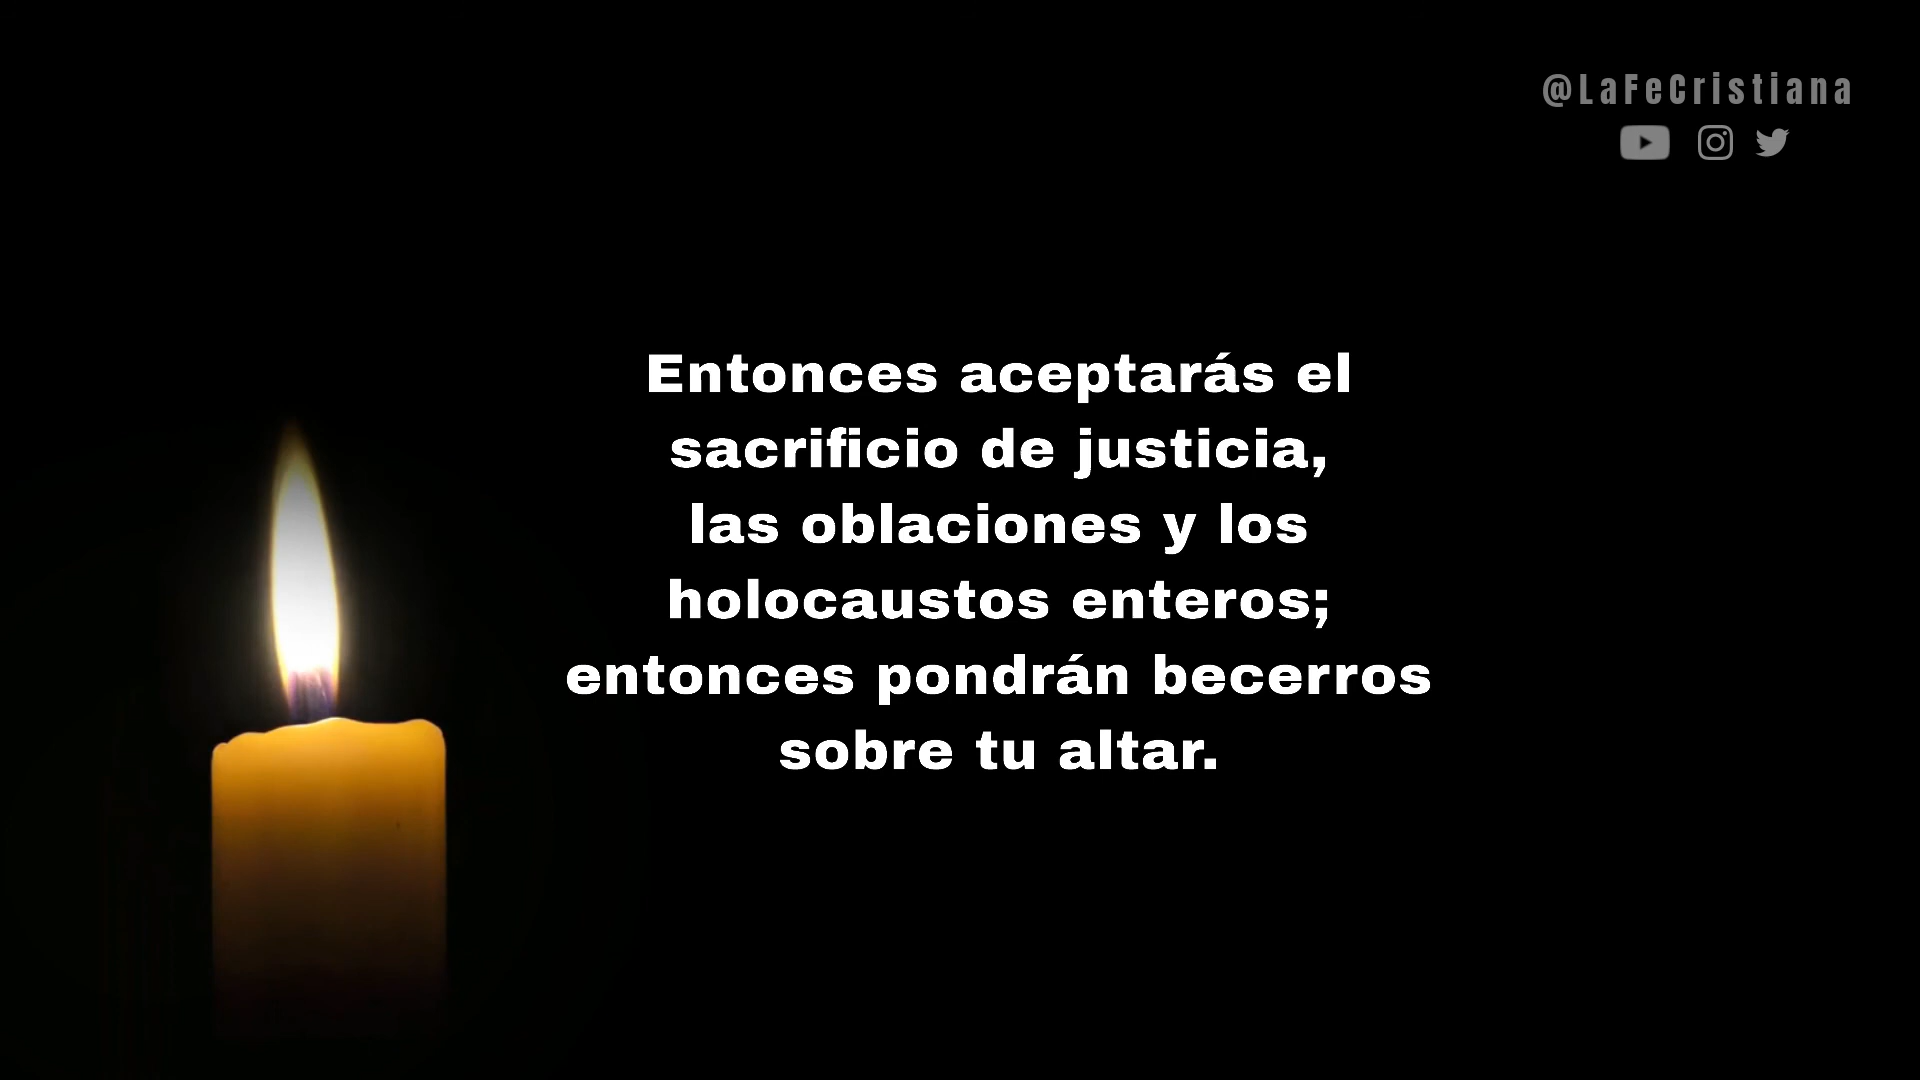 @LaFeCristiana
Entonces aceptarás el
sacrificio de justicia,
las oblaciones y los
holocaustos enteros;
entonces pondrán becerros
sobre tu altar.